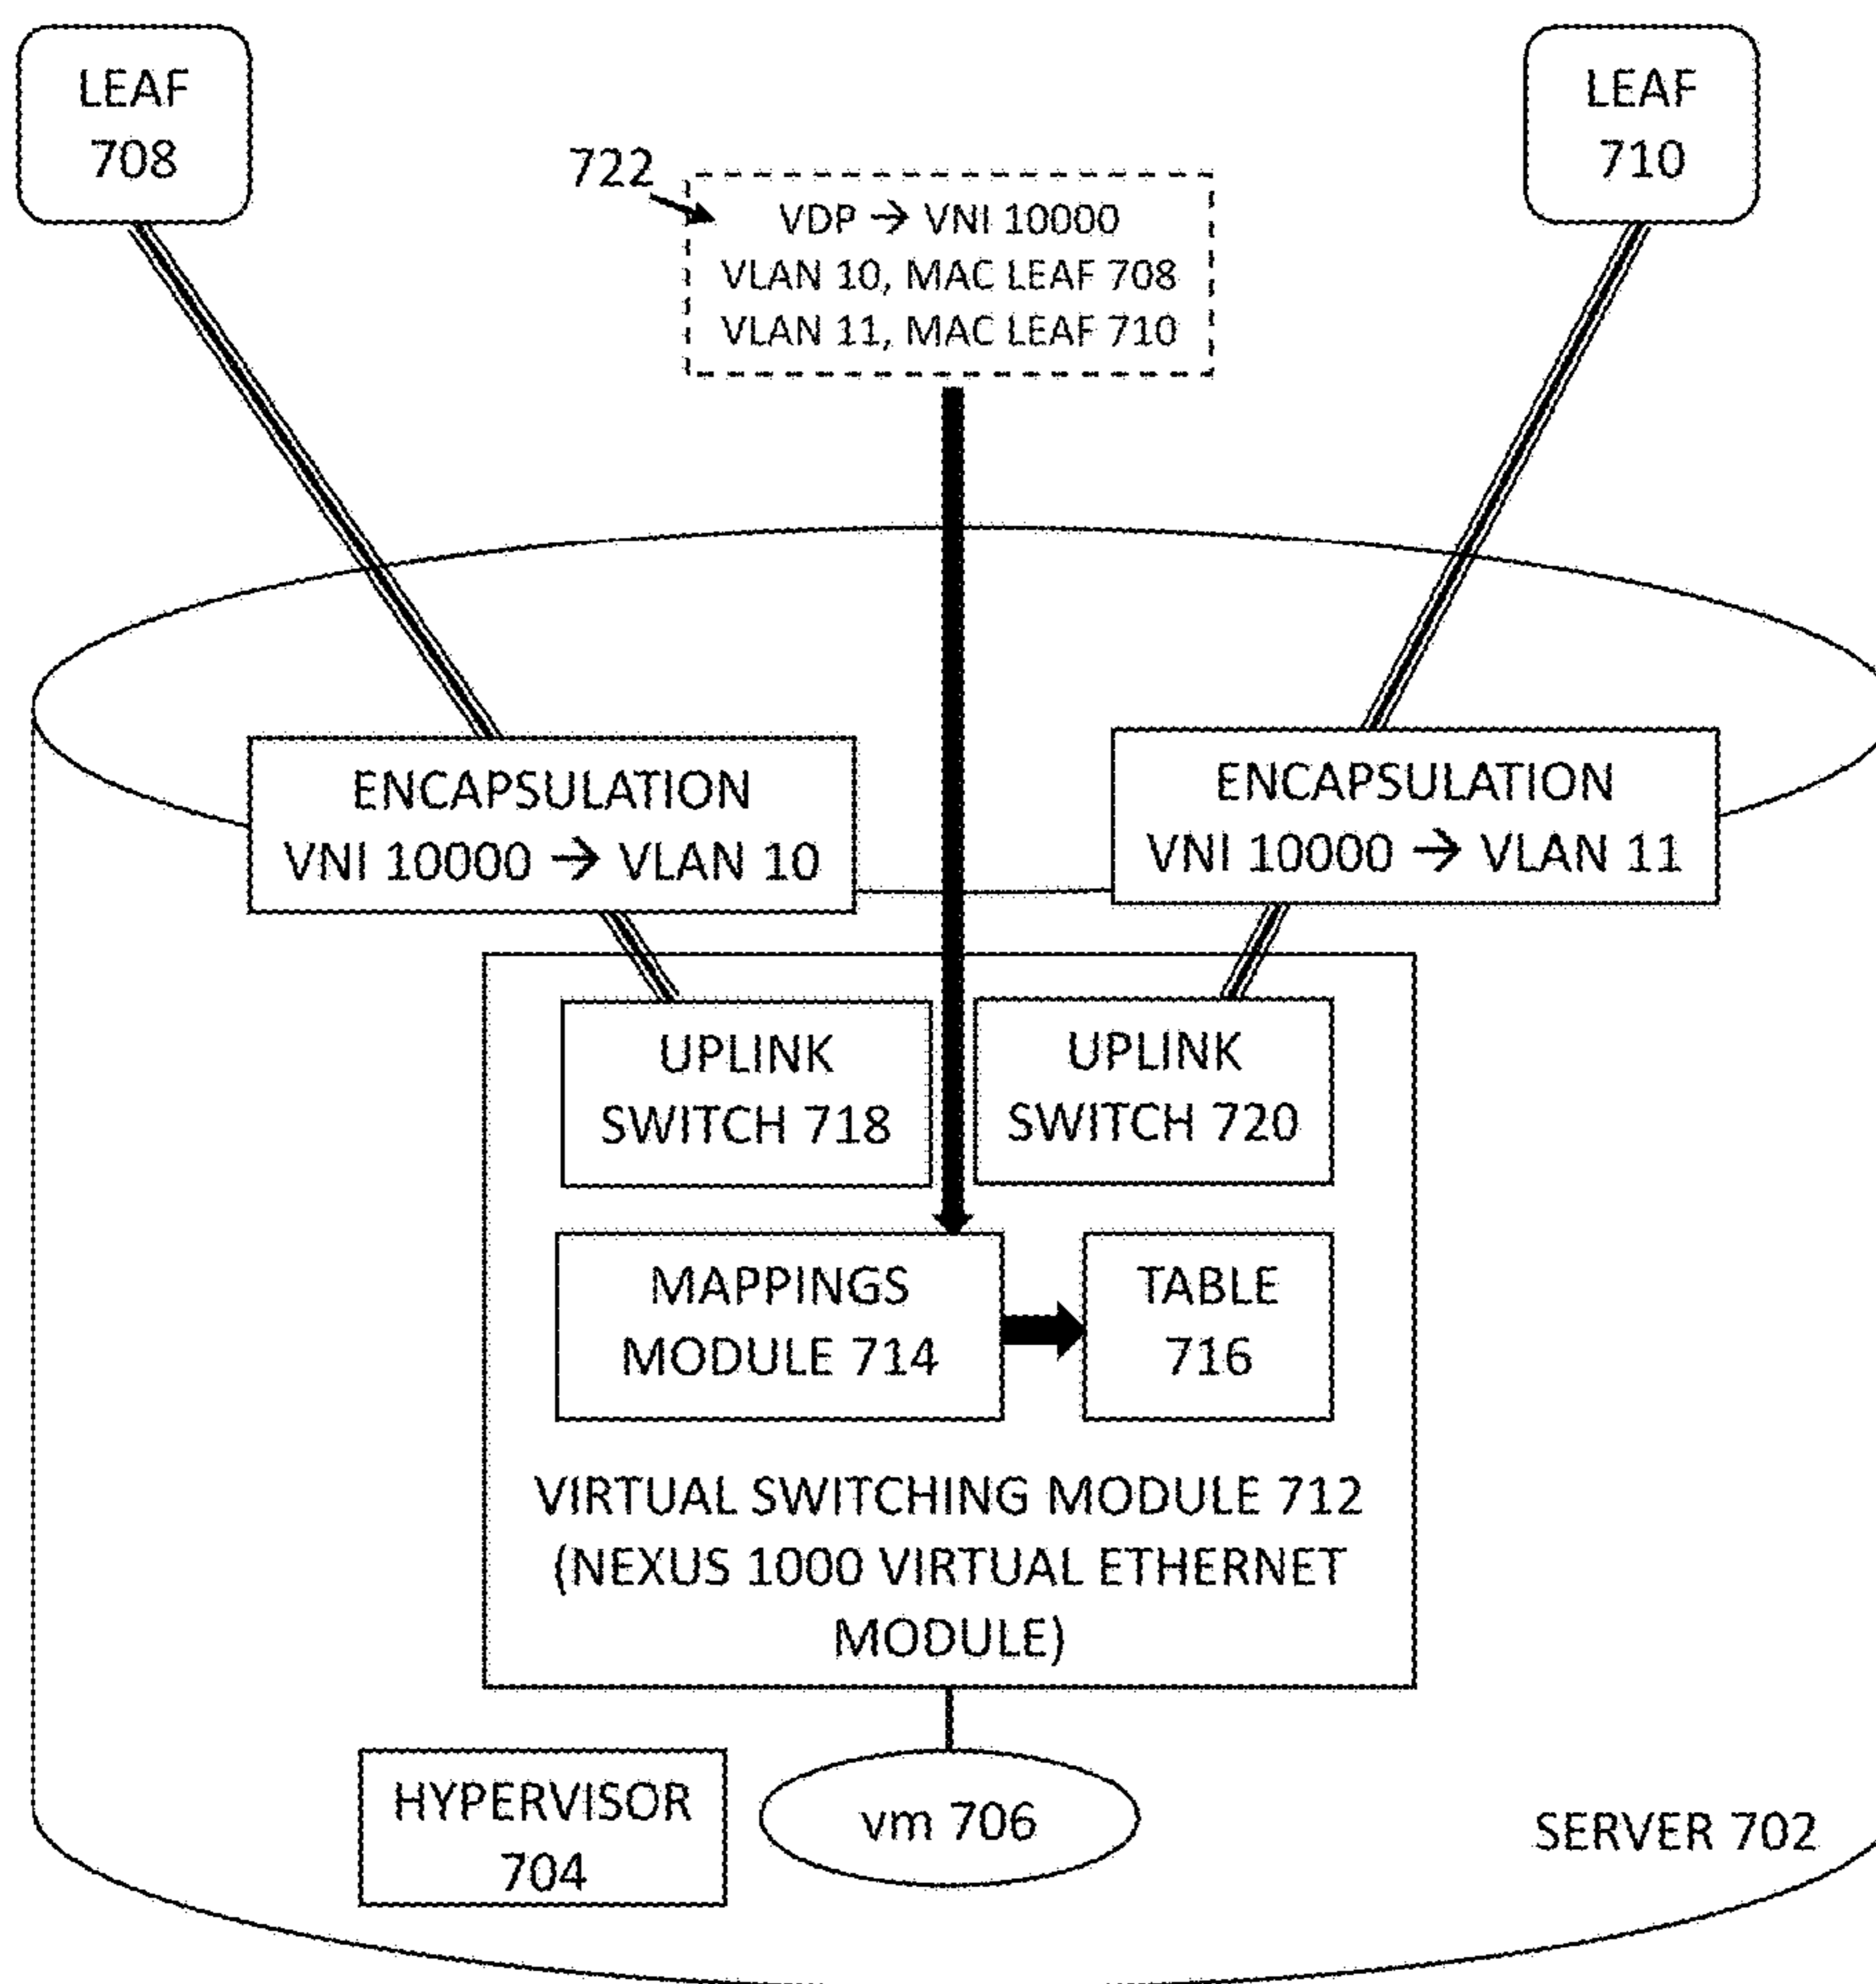 LEAF
708
LEAF
710
722
VDP → VNI 10000
VLAN 10, MAC LEAF 708
VLAN 11, MAC LEAF 710
ENCAPSULATION
VNI 10000 → VLAN 10
ENCAPSULATION
VNI 10000 → VLAN 11
UPLINK
SWITCH 718
UPLINK
SWITCH 720
MAPPINGS
MODULE 714
TABLE
716
VIRTUAL SWITCHING MODULE 712
(NEXUS 1000 VIRTUAL ETHERNET
MODULE)
HYPERVISOR
704
vm 706
SERVER 702